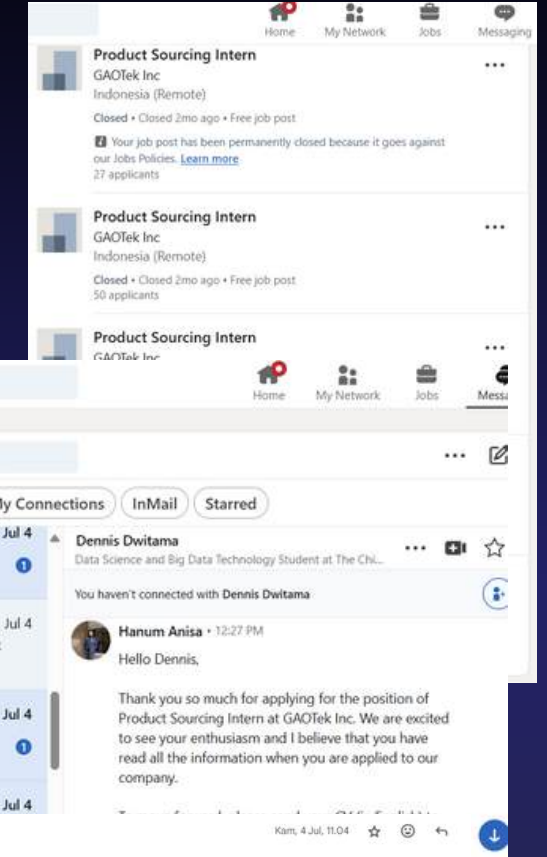 Home My Network Jobs Messaging
Product Sourcing Intern
GAOTek Inc
Indonesia (Remote)
Closed • Closed 2mo ago • Free job post
Your job post has been permanently closed because it goes against
our Jobs Policies. Learn more
27 applicants
Product Sourcing Intern
GAOTek Inc
Indonesia (Remote)
Closed • Closed 2mo ago • Free job post
50 applicants
Product Sourcing Intern
GAOTek Inc
Home My Network Jobs Messa
My Connections InMail Starred
Jul 4
1
Jul 4
Jul 4
1
Jul 4
Dennis Dwitama
Data Science and Big Data Technology Student at The Chi...
You haven't connected with Dennis Dwitama
Hanum Anisa • 12:27 PM
Hello Dennis,
Thank you so much for applying for the position of
Product Sourcing Intern at GAOTek Inc. We are excited
to see your enthusiasm and I believe that you have
read all the information when you are applied to our
company.
Kam, 4 Jul, 11.04